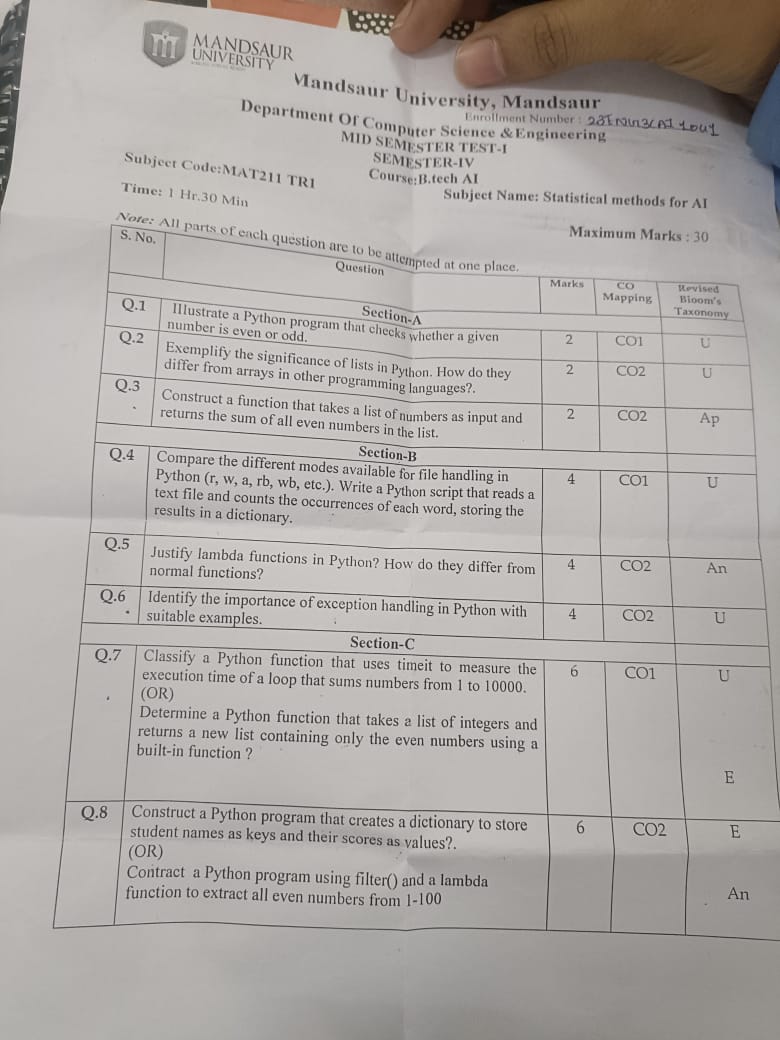 MANDSAUR
UNIVERSITY
Mandsaur University, Mandsaur
Enrollment Number :
Department Of Computer Science & Engineering
MID SEMESTER TEST-I
SEMESTER-IV
Subject Code:MAT211 TR1
Course:B.tech AI
Time: 1 Hr.30 Min
Subject Name: Statistical methods for AI
Maximum Marks : 30
Note: All parts of each question are to be attempted at one place.
S. No.
Question
Marks
CO
Mapping
Revised
Bloom's
Taxonomy
Section-A
Q.1
Illustrate a Python program that checks whether a given
number is even or odd.
2
CO1
U
Q.2
Exemplify the significance of lists in Python. How do they
differ from arrays in other programming languages?.
2
CO2
U
Q.3
Construct a function that takes a list of numbers as input and
returns the sum of all even numbers in the list.
2
CO2
Ap
Section-B
Q.4
Compare the different modes available for file handling in
Python (r, w, a, rb, wb, etc.). Write a Python script that reads a
text file and counts the occurrences of each word, storing the
results in a dictionary.
4
CO1
U
Q.5
Justify lambda functions in Python? How do they differ from
normal functions?
4
CO2
An
Q.6
Identify the importance of exception handling in Python with
suitable examples.
4
CO2
U
Section-C
Q.7
Classify a Python function that uses timeit to measure the
execution time of a loop that sums numbers from 1 to 10000.
(OR)
Determine a Python function that takes a list of integers and
returns a new list containing only the even numbers using a
built-in function ?
6
CO1
U
E
Q.8
Construct a Python program that creates a dictionary to store
student names as keys and their scores as values?.
(OR)
Contract a Python program using filter() and a lambda
function to extract all even numbers from 1-100
6
CO2
E
An